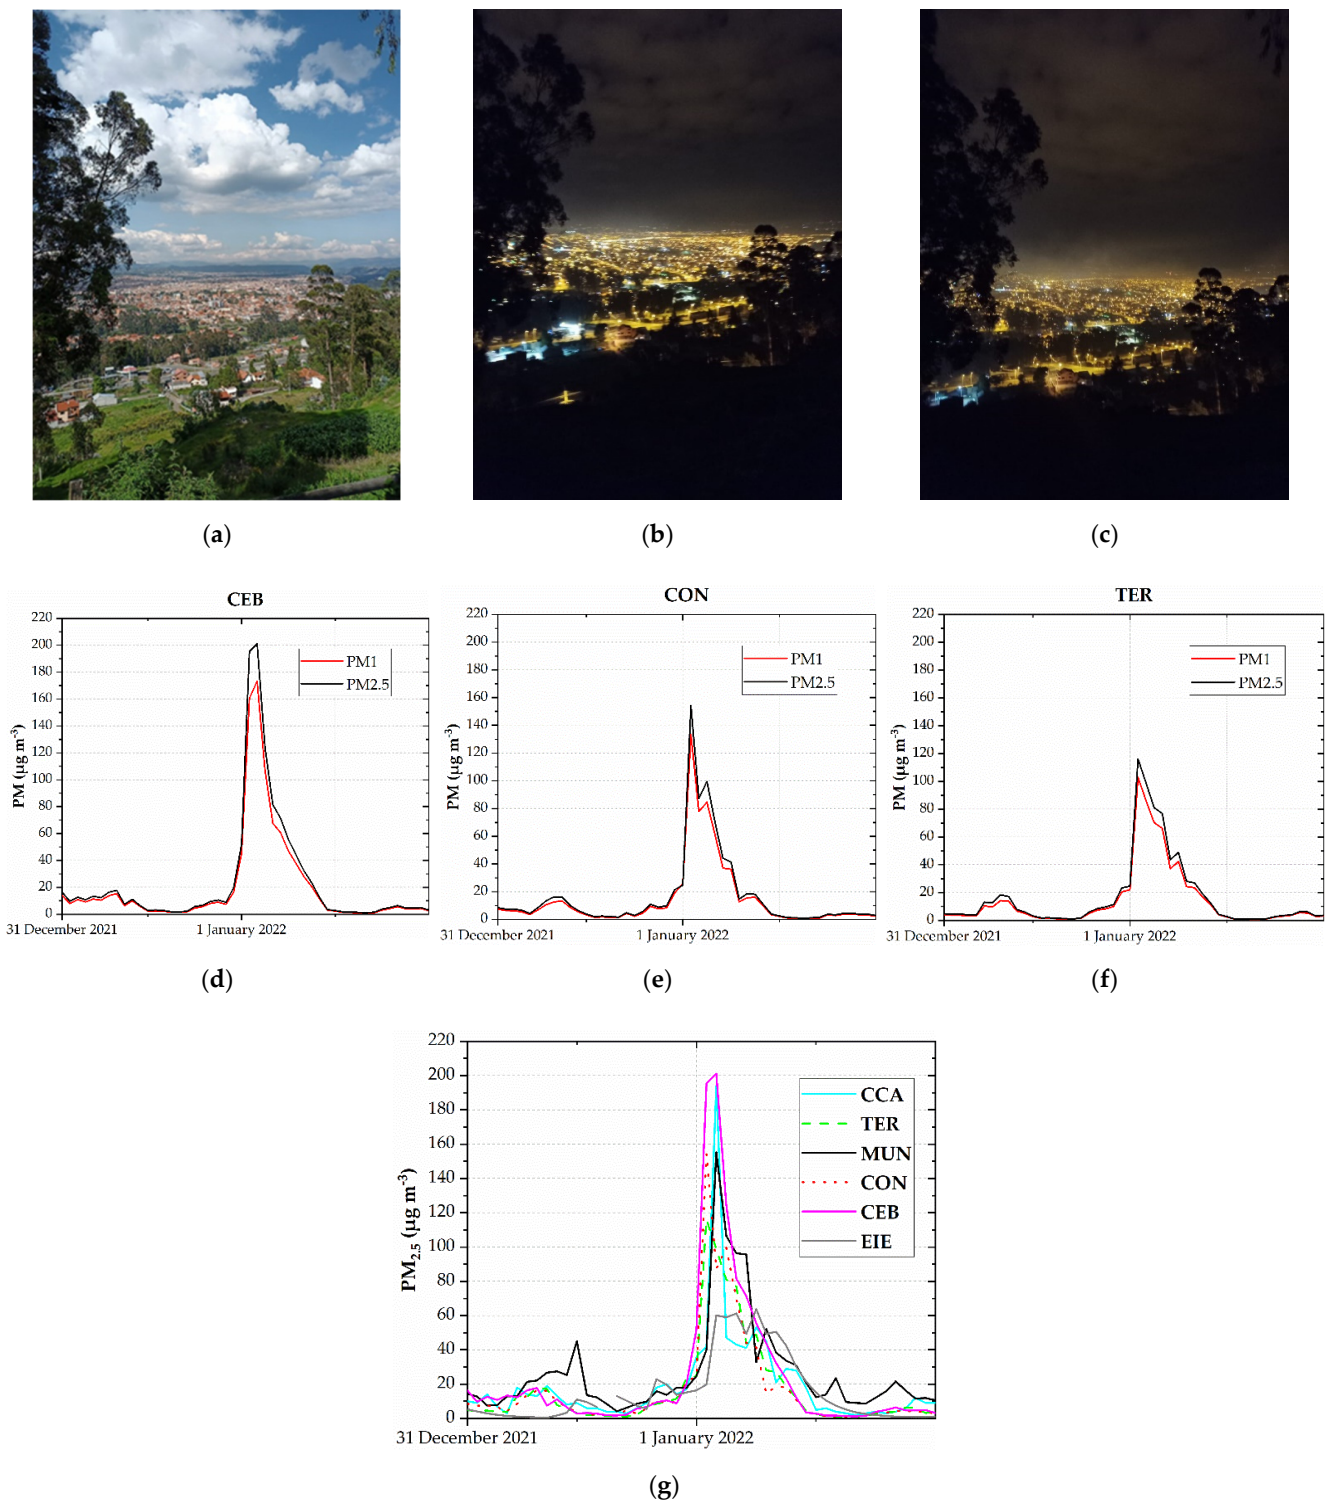 (a)
(b)
(c)
CEB
220
200
180
160
140
120
100
80
60
40
20
0
PM (µg m-3)
PM1
PM2.5
31 December 2021
1 January 2022
(d)
CON
220
200
180
160
140
120
100
80
60
40
20
0
PM (µg m-3)
PM1
PM2.5
31 December 2021
1 January 2022
(e)
TER
220
200
180
160
140
120
100
80
60
40
20
0
PM (µg m-3)
PM1
PM2.5
31 December 2021
1 January 2022
(f)
220
200
180
160
140
120
100
80
60
40
20
0
PM2.5 (µg m-3)
CCA
TER
MUN
CON
CEB
EIE
31 December 2021
1 January 2022
(g)